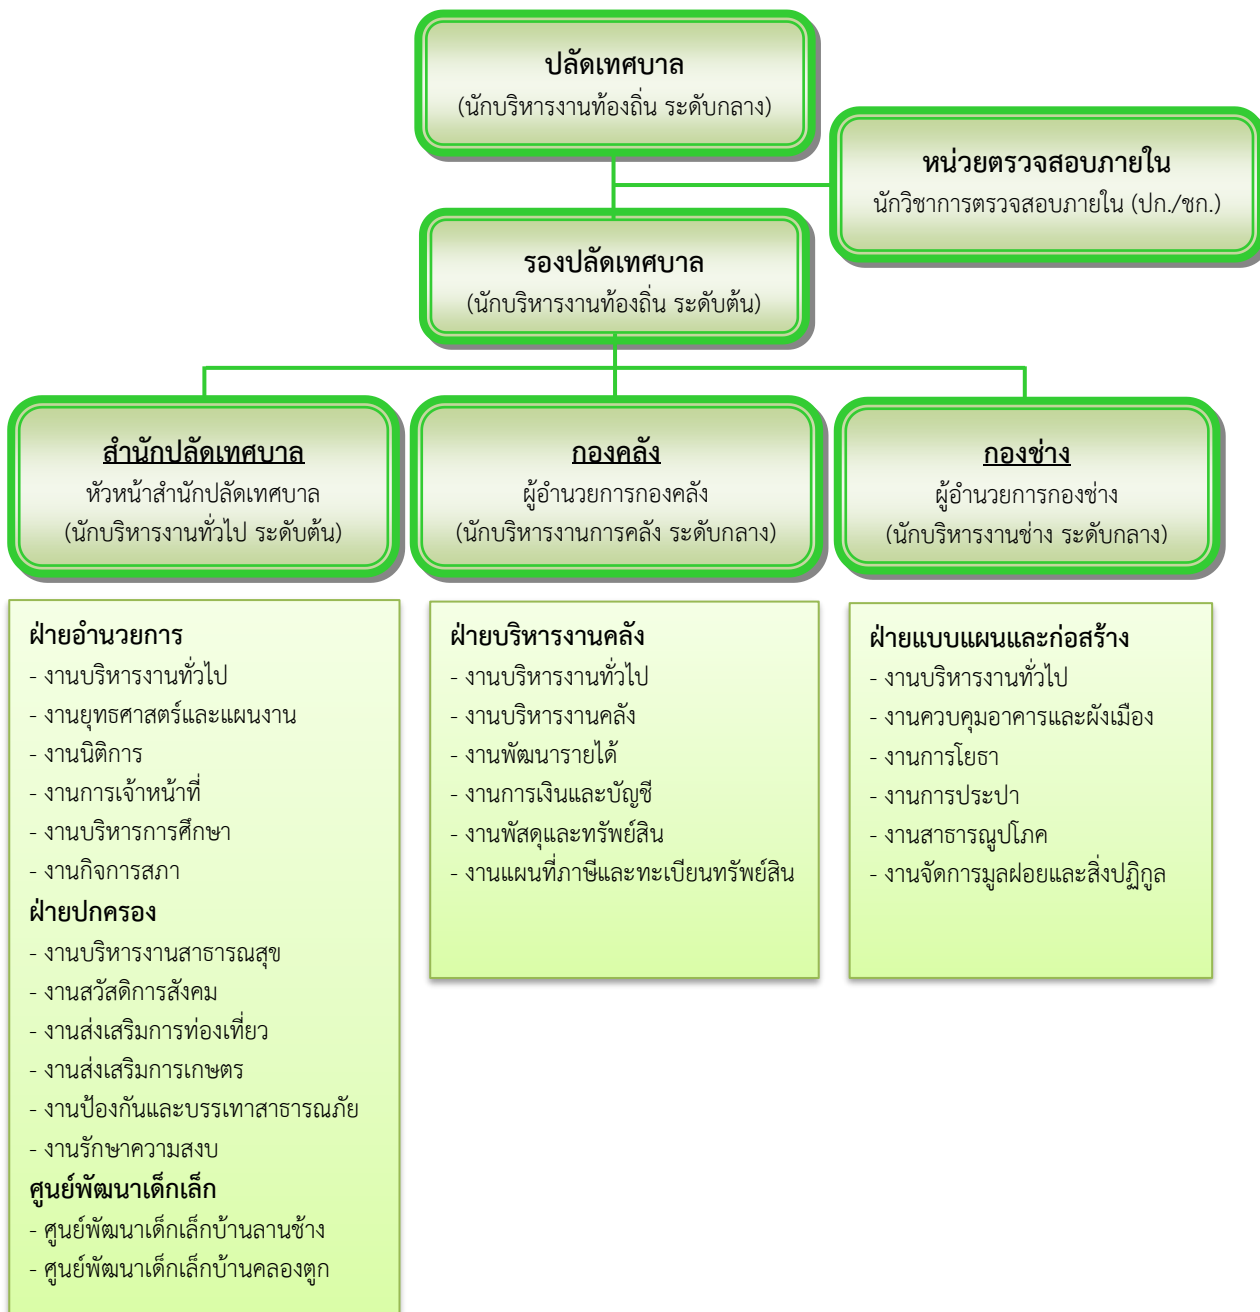 ปลัดเทศบาล
(นักบริหารงานท้องถิ่น ระดับกลาง)
หน่วยตรวจสอบภายใน
นักวิชาการตรวจสอบภายใน (ปก./ชก.)
รองปลัดเทศบาล
(นักบริหารงานท้องถิ่น ระดับต้น)
สำนักปลัดเทศบาล
หัวหน้าสำนักปลัดเทศบาล
(นักบริหารงานทั่วไป ระดับต้น)
กองคลัง
ผู้อำนวยการกองคลัง
(นักบริหารงานการคลัง ระดับกลาง)
กองช่าง
ผู้อำนวยการกองช่าง
(นักบริหารงานช่าง ระดับกลาง)
ฝ่ายอำนวยการ
- งานบริหารงานทั่วไป
- งานยุทธศาสตร์และแผนงาน
- งานนิติการ
- งานการเจ้าหน้าที่
- งานบริหารการศึกษา
- งานกิจการสภา
ฝ่ายปกครอง
- งานบริหารงานสาธารณสุข
- งานสวัสดิการสังคม
- งานส่งเสริมการท่องเที่ยว
- งานส่งเสริมการเกษตร
- งานป้องกันและบรรเทาสาธารณภัย
- งานรักษาความสงบ
ศูนย์พัฒนาเด็กเล็ก
- ศูนย์พัฒนาเด็กเล็กบ้านลานช้าง
- ศูนย์พัฒนาเด็กเล็กบ้านคลองตูก
ฝ่ายบริหารงานคลัง
- งานบริหารงานทั่วไป
- งานบริหารงานคลัง
- งานพัฒนารายได้
- งานการเงินและบัญชี
- งานพัสดุและทรัพย์สิน
- งานแผนที่ภาษีและทะเบียนทรัพย์สิน
ฝ่ายแบบแผนและก่อสร้าง
- งานบริหารงานทั่วไป
- งานควบคุมอาคารและผังเมือง
- งานการโยธา
- งานการประปา
- งานสาธารณูปโภค
- งานจัดการมูลฝอยและสิ่งปฏิกูล